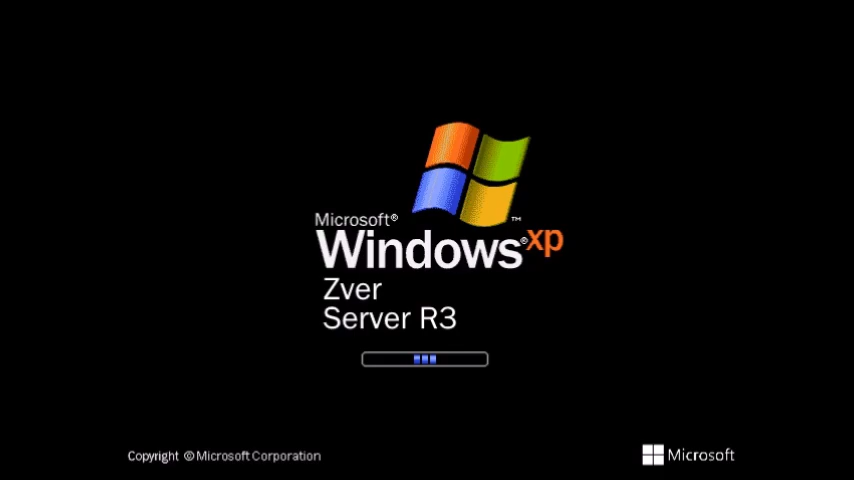 Microsoft®
Windows® xp ™
Zver
Server R3
Copyright © Microsoft Corporation
Microsoft